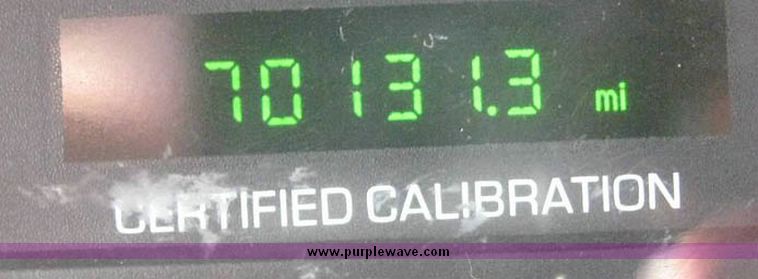 70131.3 mi
CERTIFIED CALIBRATION
www.purplewave.com